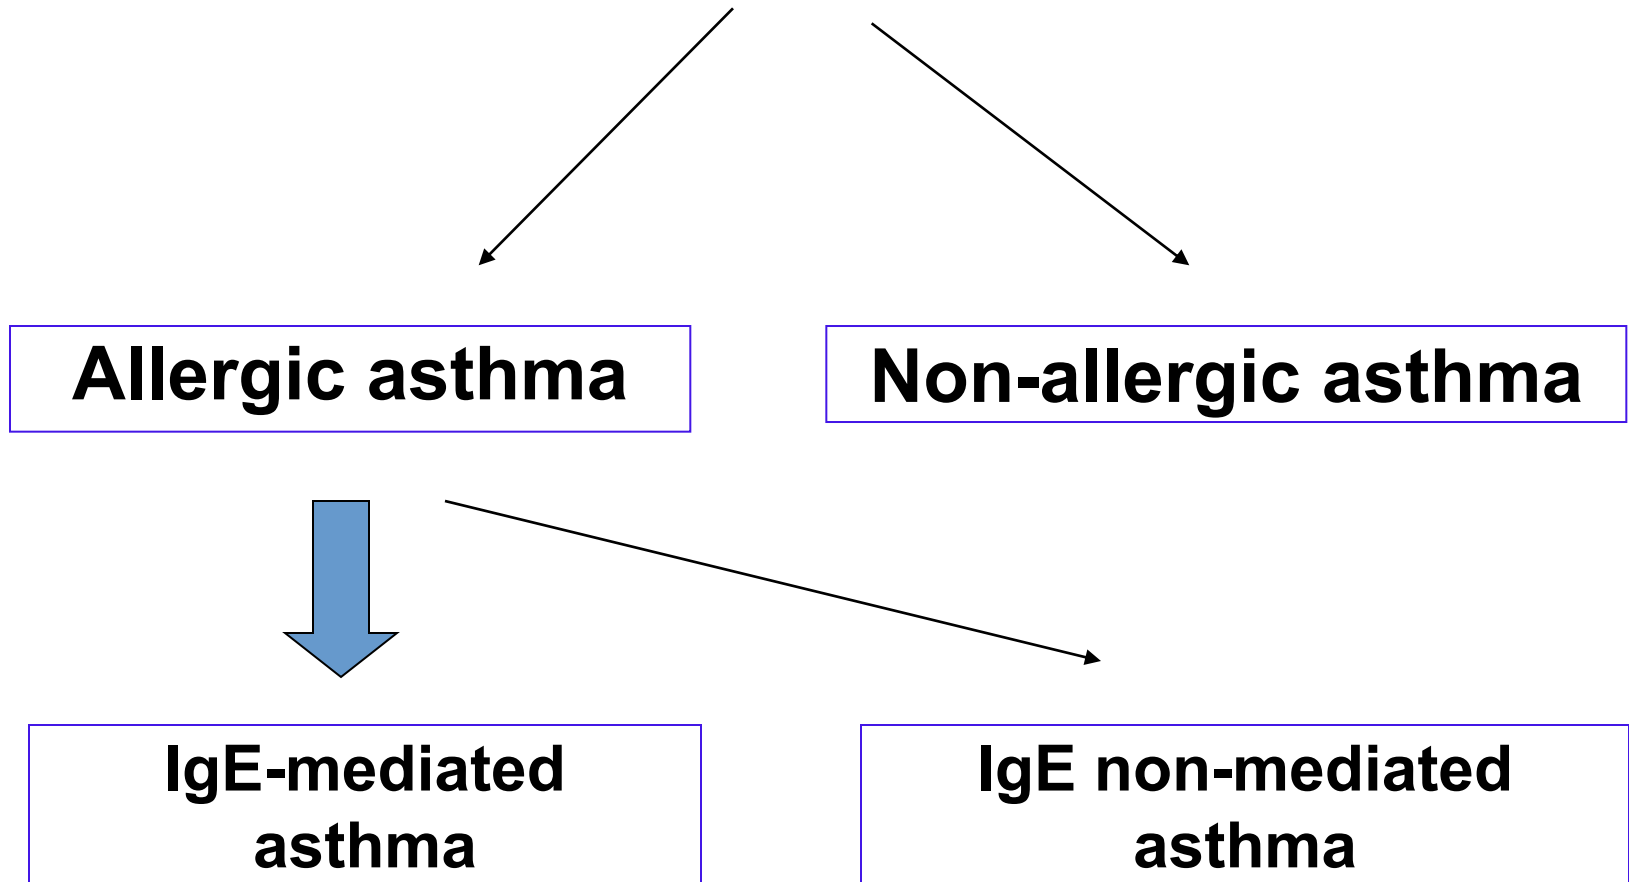 Allergic asthma
Non-allergic asthma
IgE-mediated
asthma
IgE non-mediated
asthma